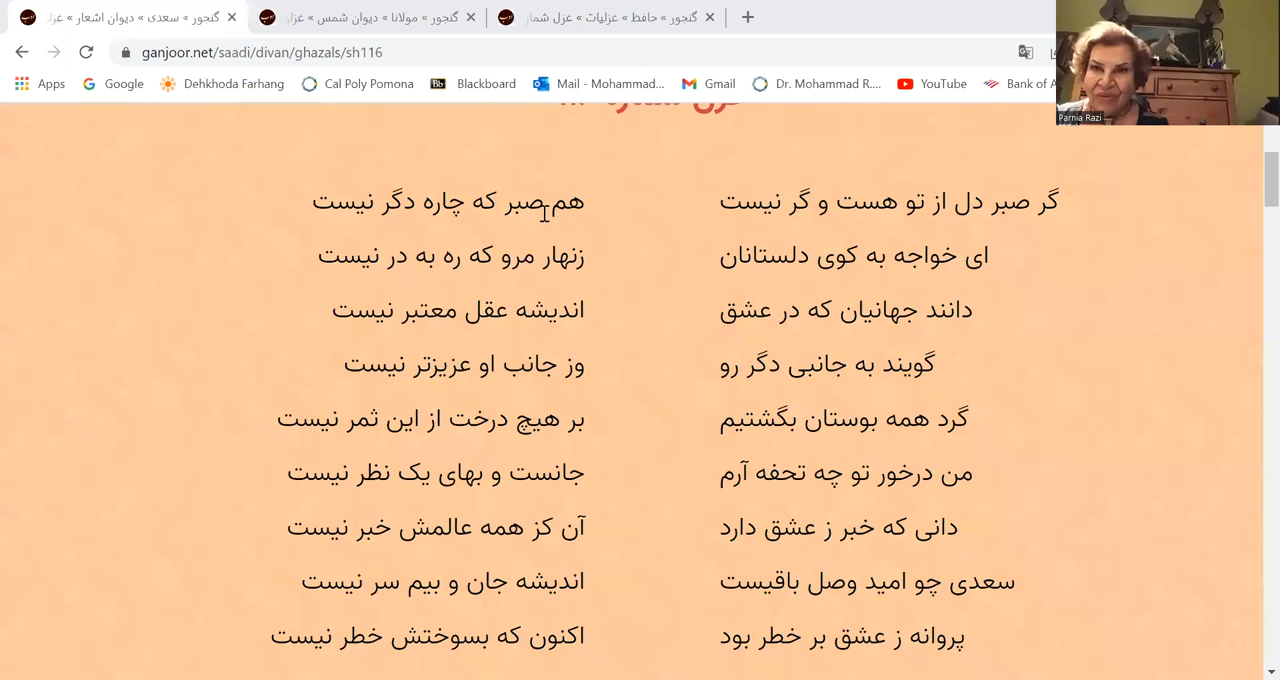 گنجور » سعدی » دیوان اشعار » غز
گنجور » مولانا » دیوان شمس » غزلی
گنجور » حافظ » غزلیات » غزل شمار
ganjoor.net/saadi/divan/ghazals/sh116
Apps Google Dehkhoda Farhang Cal Poly Pomona Blackboard Mail - Mohammad... Gmail Dr. Mohammad R.... YouTube Bank of A
Parnia Razi
گر صبر دل از تو هست و گر نیست هم صبر که چاره دگر نیست
ای خواجه به کوی دلستانان زنهار مرو که ره به در نیست
دانند جهانیان که در عشق اندیشه عقل معتبر نیست
گویند به جانبی دگر رو وز جانب او عزیزتر نیست
گرد همه بوستان بگشتیم بر هیچ درخت از این ثمر نیست
من درخور تو چه تحفه آرم جانست و بهای یک نظر نیست
دانی که خبر ز عشق دارد آن کز همه عالمش خبر نیست
سعدی چو امید وصل باقیست اندیشه جان و بیم سر نیست
پروانه ز عشق بر خطر بود اکنون که بسوختش خطر نیست